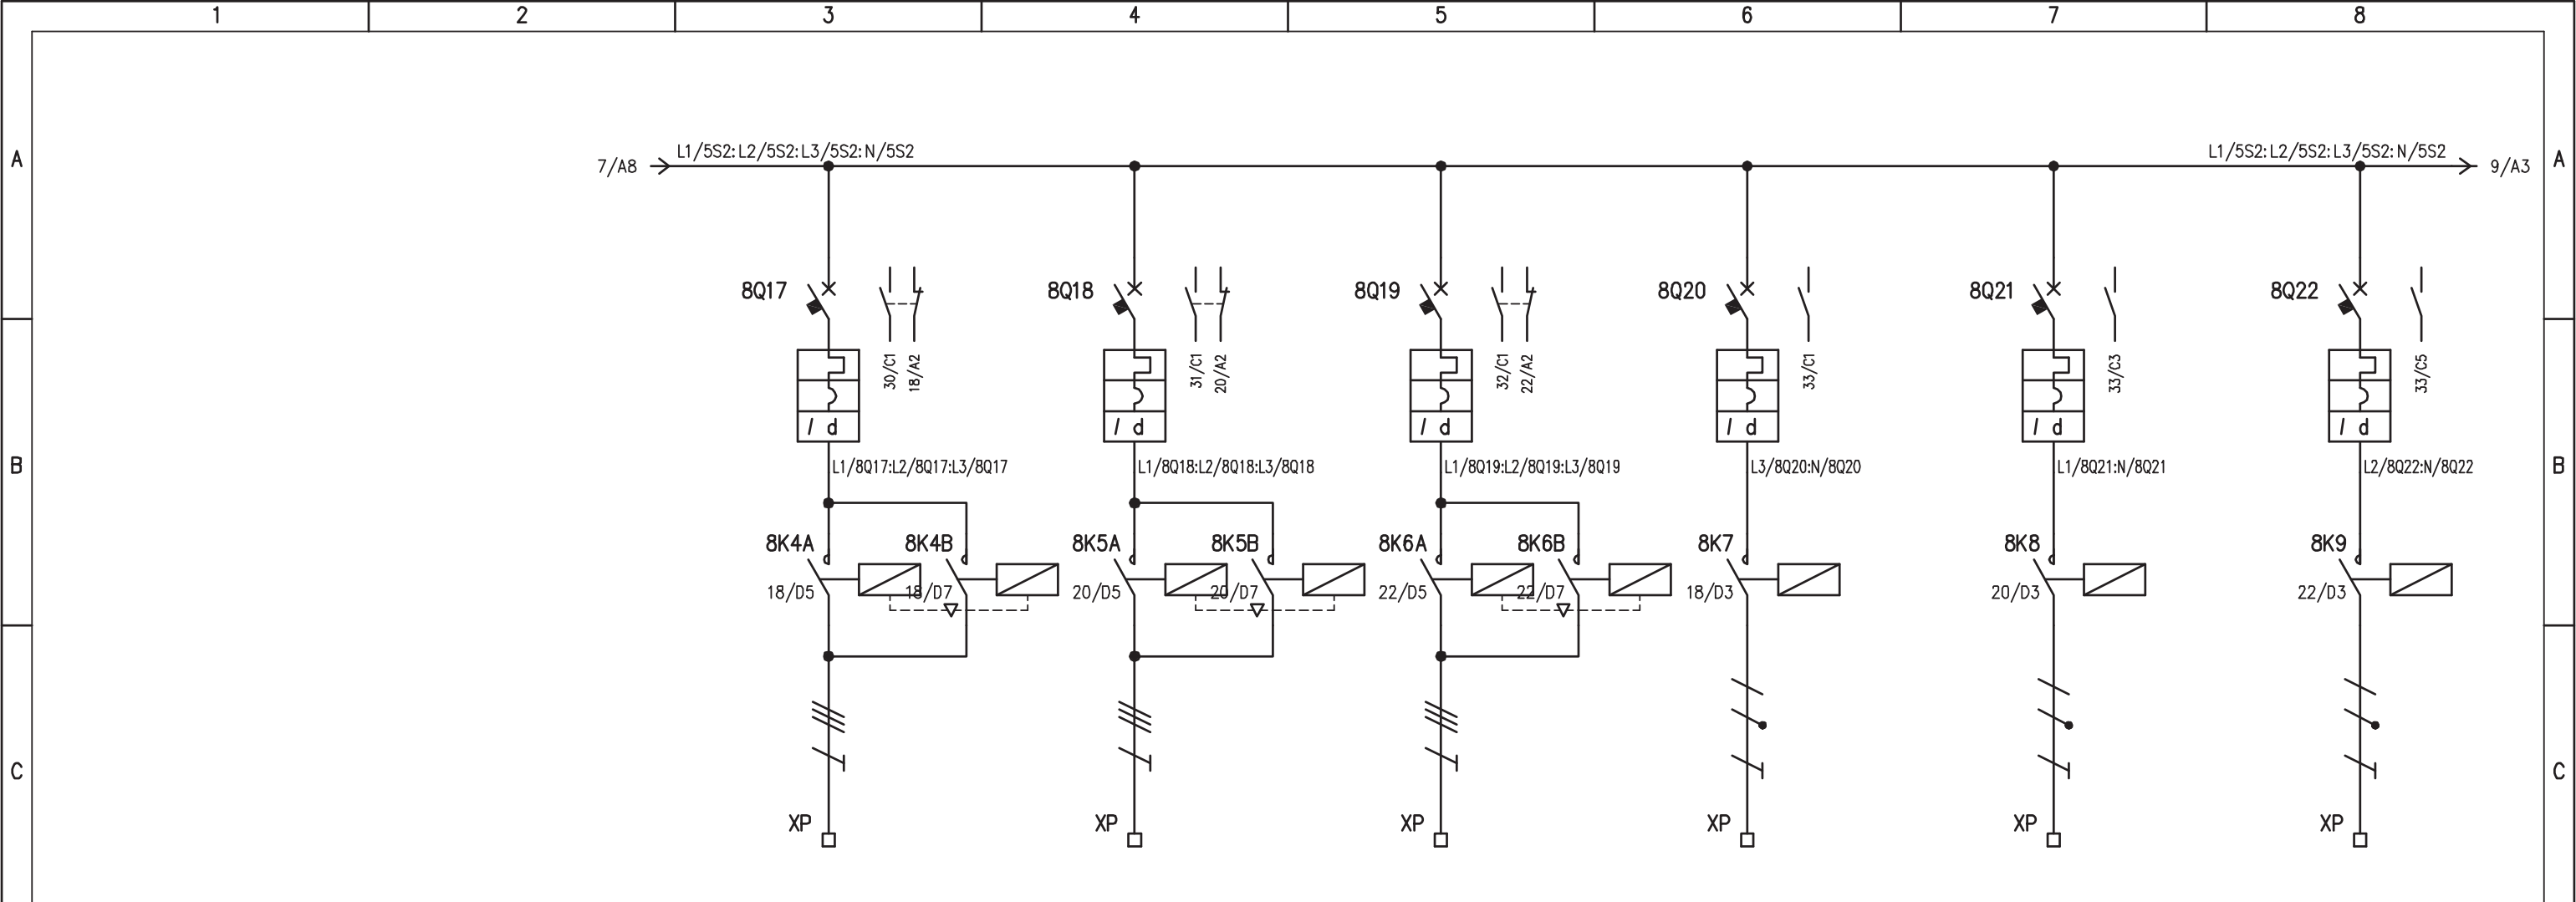 1 2 3 4 5 6 7 8
A L1/5S2:L2/5S2:L3/5S2:N/5S2 L1/5S2:L2/5S2:L3/5S2:N/5S2 A
7/A8 9/A3
8Q17 8Q18 8Q19 8Q20 8Q21 8Q22
30/C1 18/A2 31/C1 20/A2 32/C1 22/A2 33/C1 33/C3 33/C5
I d I d I d I d I d I d
B L1/8Q17:L2/8Q17:L3/8Q17 L1/8Q18:L2/8Q18:L3/8Q18 L1/8Q19:L2/8Q19:L3/8Q19 L3/8Q20:N/8Q20 L1/8Q21:N/8Q21 L2/8Q22:N/8Q22 B
8K4A 8K4B 8K5A 8K5B 8K6A 8K6B 8K7 8K8 8K9
18/D5 18/D7 20/D5 20/D7 22/D5 22/D7 18/D3 20/D3 22/D3
C C
XP XP XP XP XP XP